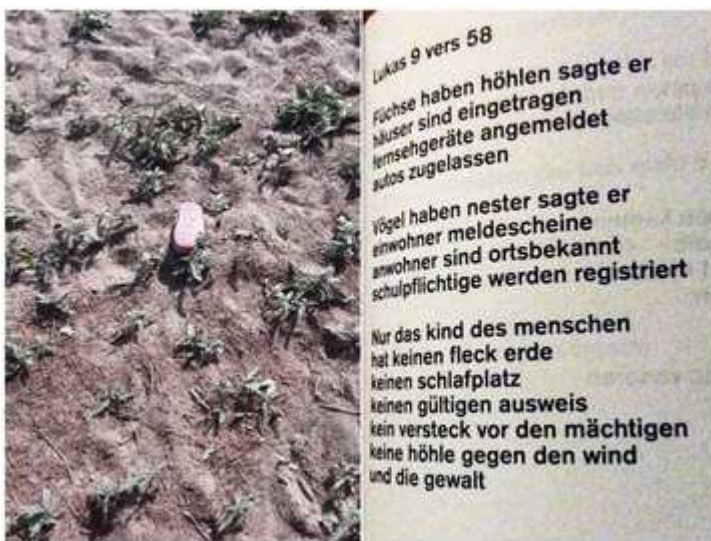 Lukas 9 vers 58
Füchse haben höhlen sagte er
häuser sind eingetragen
fernsehgeräte angemeldet
autos zugelassen
Vögel haben nester sagte er
einwohner meldescheine
anwohner sind ortsbekannt
schulpflichtige werden registriert
Nur das kind des menschen
hat keinen fleck erde
keinen schlafplatz
keinen gültigen ausweis
kein versteck vor den mächtigen
keine höhle gegen den wind
und die gewalt